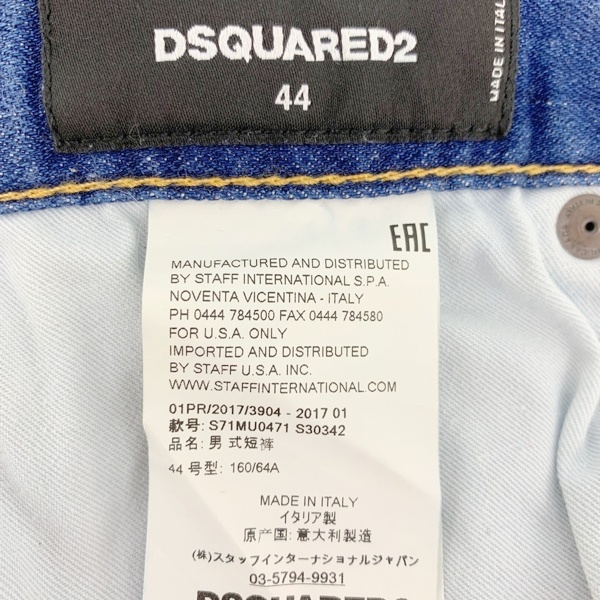 DSQUARED2
44
MADE IN ITALY
EAC
MANUFACTURED AND DISTRIBUTED
BY STAFF INTERNATIONAL S.P.A.
NOVENTA VICENTINA - ITALY
PH 0444 784500 FAX 0444 784580
FOR U.S.A. ONLY
IMPORTED AND DISTRIBUTED
BY STAFF U.S.A. INC.
WWW.STAFFINTERNATIONAL.COM
01PR/2017/3904 - 2017 01
款号: S71MU0471 S30342
品名: 男 式短裤
44 号型: 160/64A
MADE IN ITALY
イタリア製
原产国: 意大利製造
(株)スタッフインターナショナルジャパン
03-5794-9931
DSQUARED2